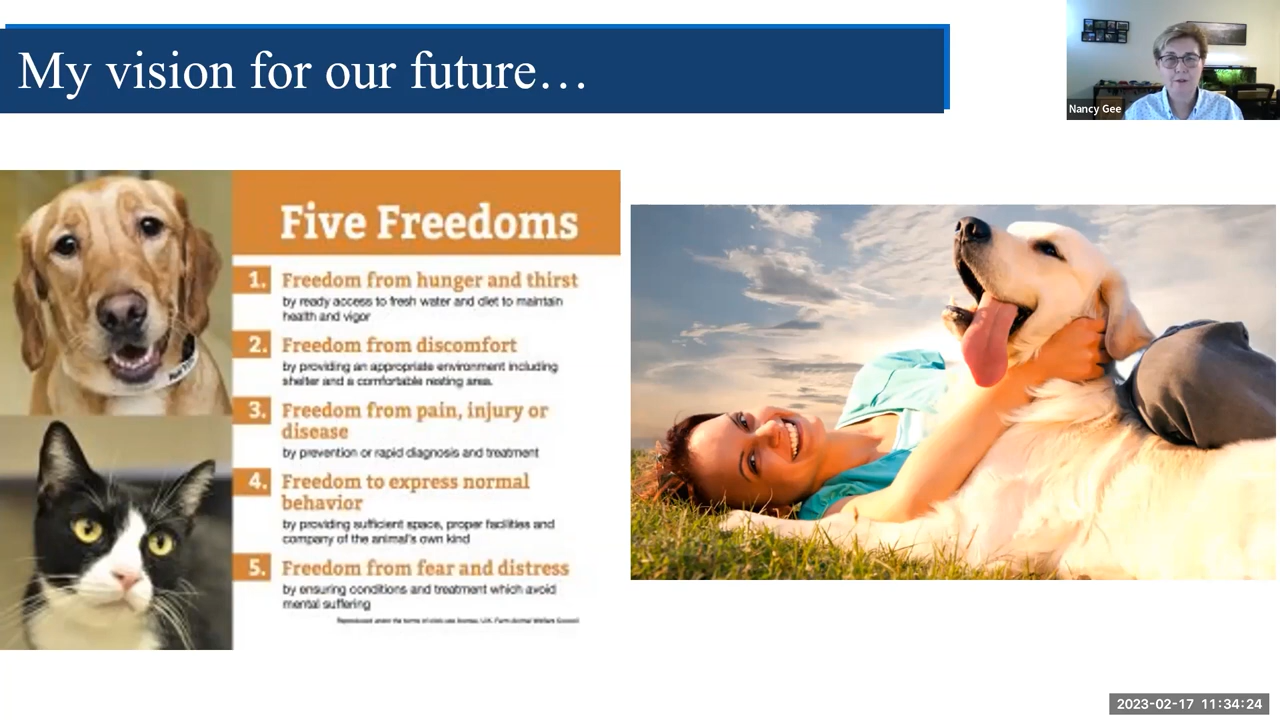 My vision for our future…
Nancy Gee
Five Freedoms
1. Freedom from hunger and thirst
by ready access to fresh water and diet to maintain
health and vigor
2. Freedom from discomfort
by providing an appropriate environment including
shelter and a comfortable resting area.
3. Freedom from pain, injury or
disease
by prevention or rapid diagnosis and treatment
4. Freedom to express normal
behavior
by providing sufficient space, proper facilities and
company of the animal's own kind
5. Freedom from fear and distress
by ensuring conditions and treatment which avoid
mental suffering
2023-02-17 11:34:24